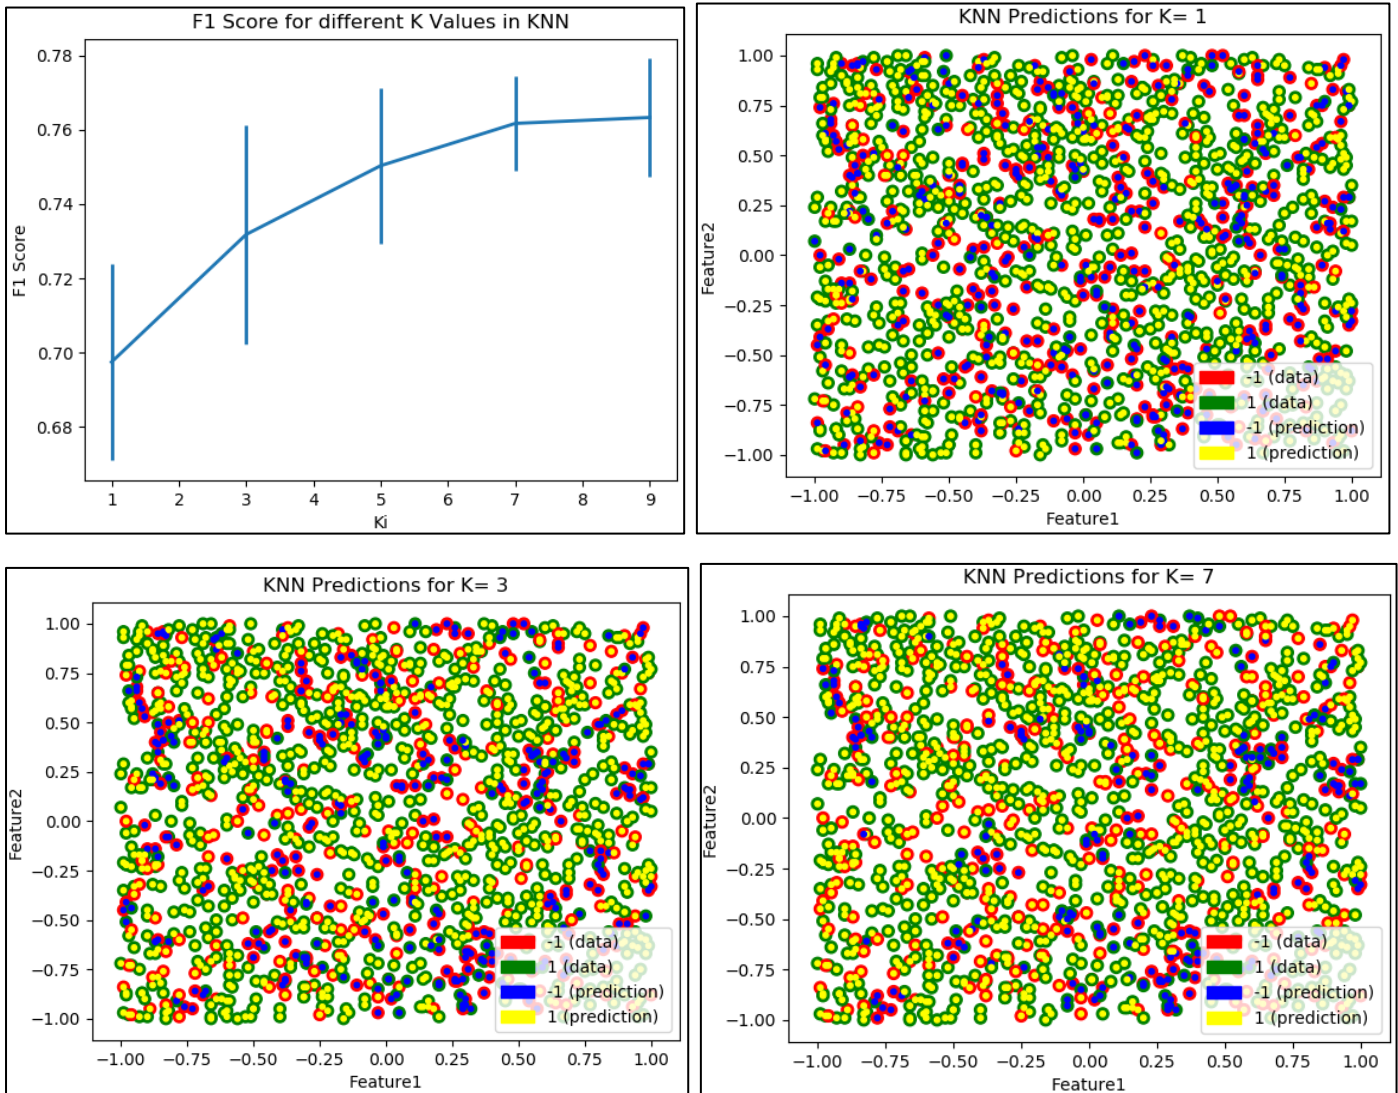 F1 Score for different K Values in KNN
0.78
0.76
0.74
0.72
0.70
0.68
F1 Score
1 2 3 4 5 6 7 8 9
Ki
KNN Predictions for K= 1
1.00
0.75
0.50
0.25
0.00
−0.25
−0.50
−0.75
−1.00
Feature2
-1 (data)
1 (data)
-1 (prediction)
1 (prediction)
−1.00 −0.75 −0.50 −0.25 0.00 0.25 0.50 0.75 1.00
Feature1
KNN Predictions for K= 3
1.00
0.75
0.50
0.25
0.00
−0.25
−0.50
−0.75
−1.00
Feature2
-1 (data)
1 (data)
-1 (prediction)
1 (prediction)
−1.00 −0.75 −0.50 −0.25 0.00 0.25 0.50 0.75 1.00
Feature1
KNN Predictions for K= 7
1.00
0.75
0.50
0.25
0.00
−0.25
−0.50
−0.75
−1.00
Feature2
-1 (data)
1 (data)
-1 (prediction)
1 (prediction)
−1.00 −0.75 −0.50 −0.25 0.00 0.25 0.50 0.75 1.00
Feature1